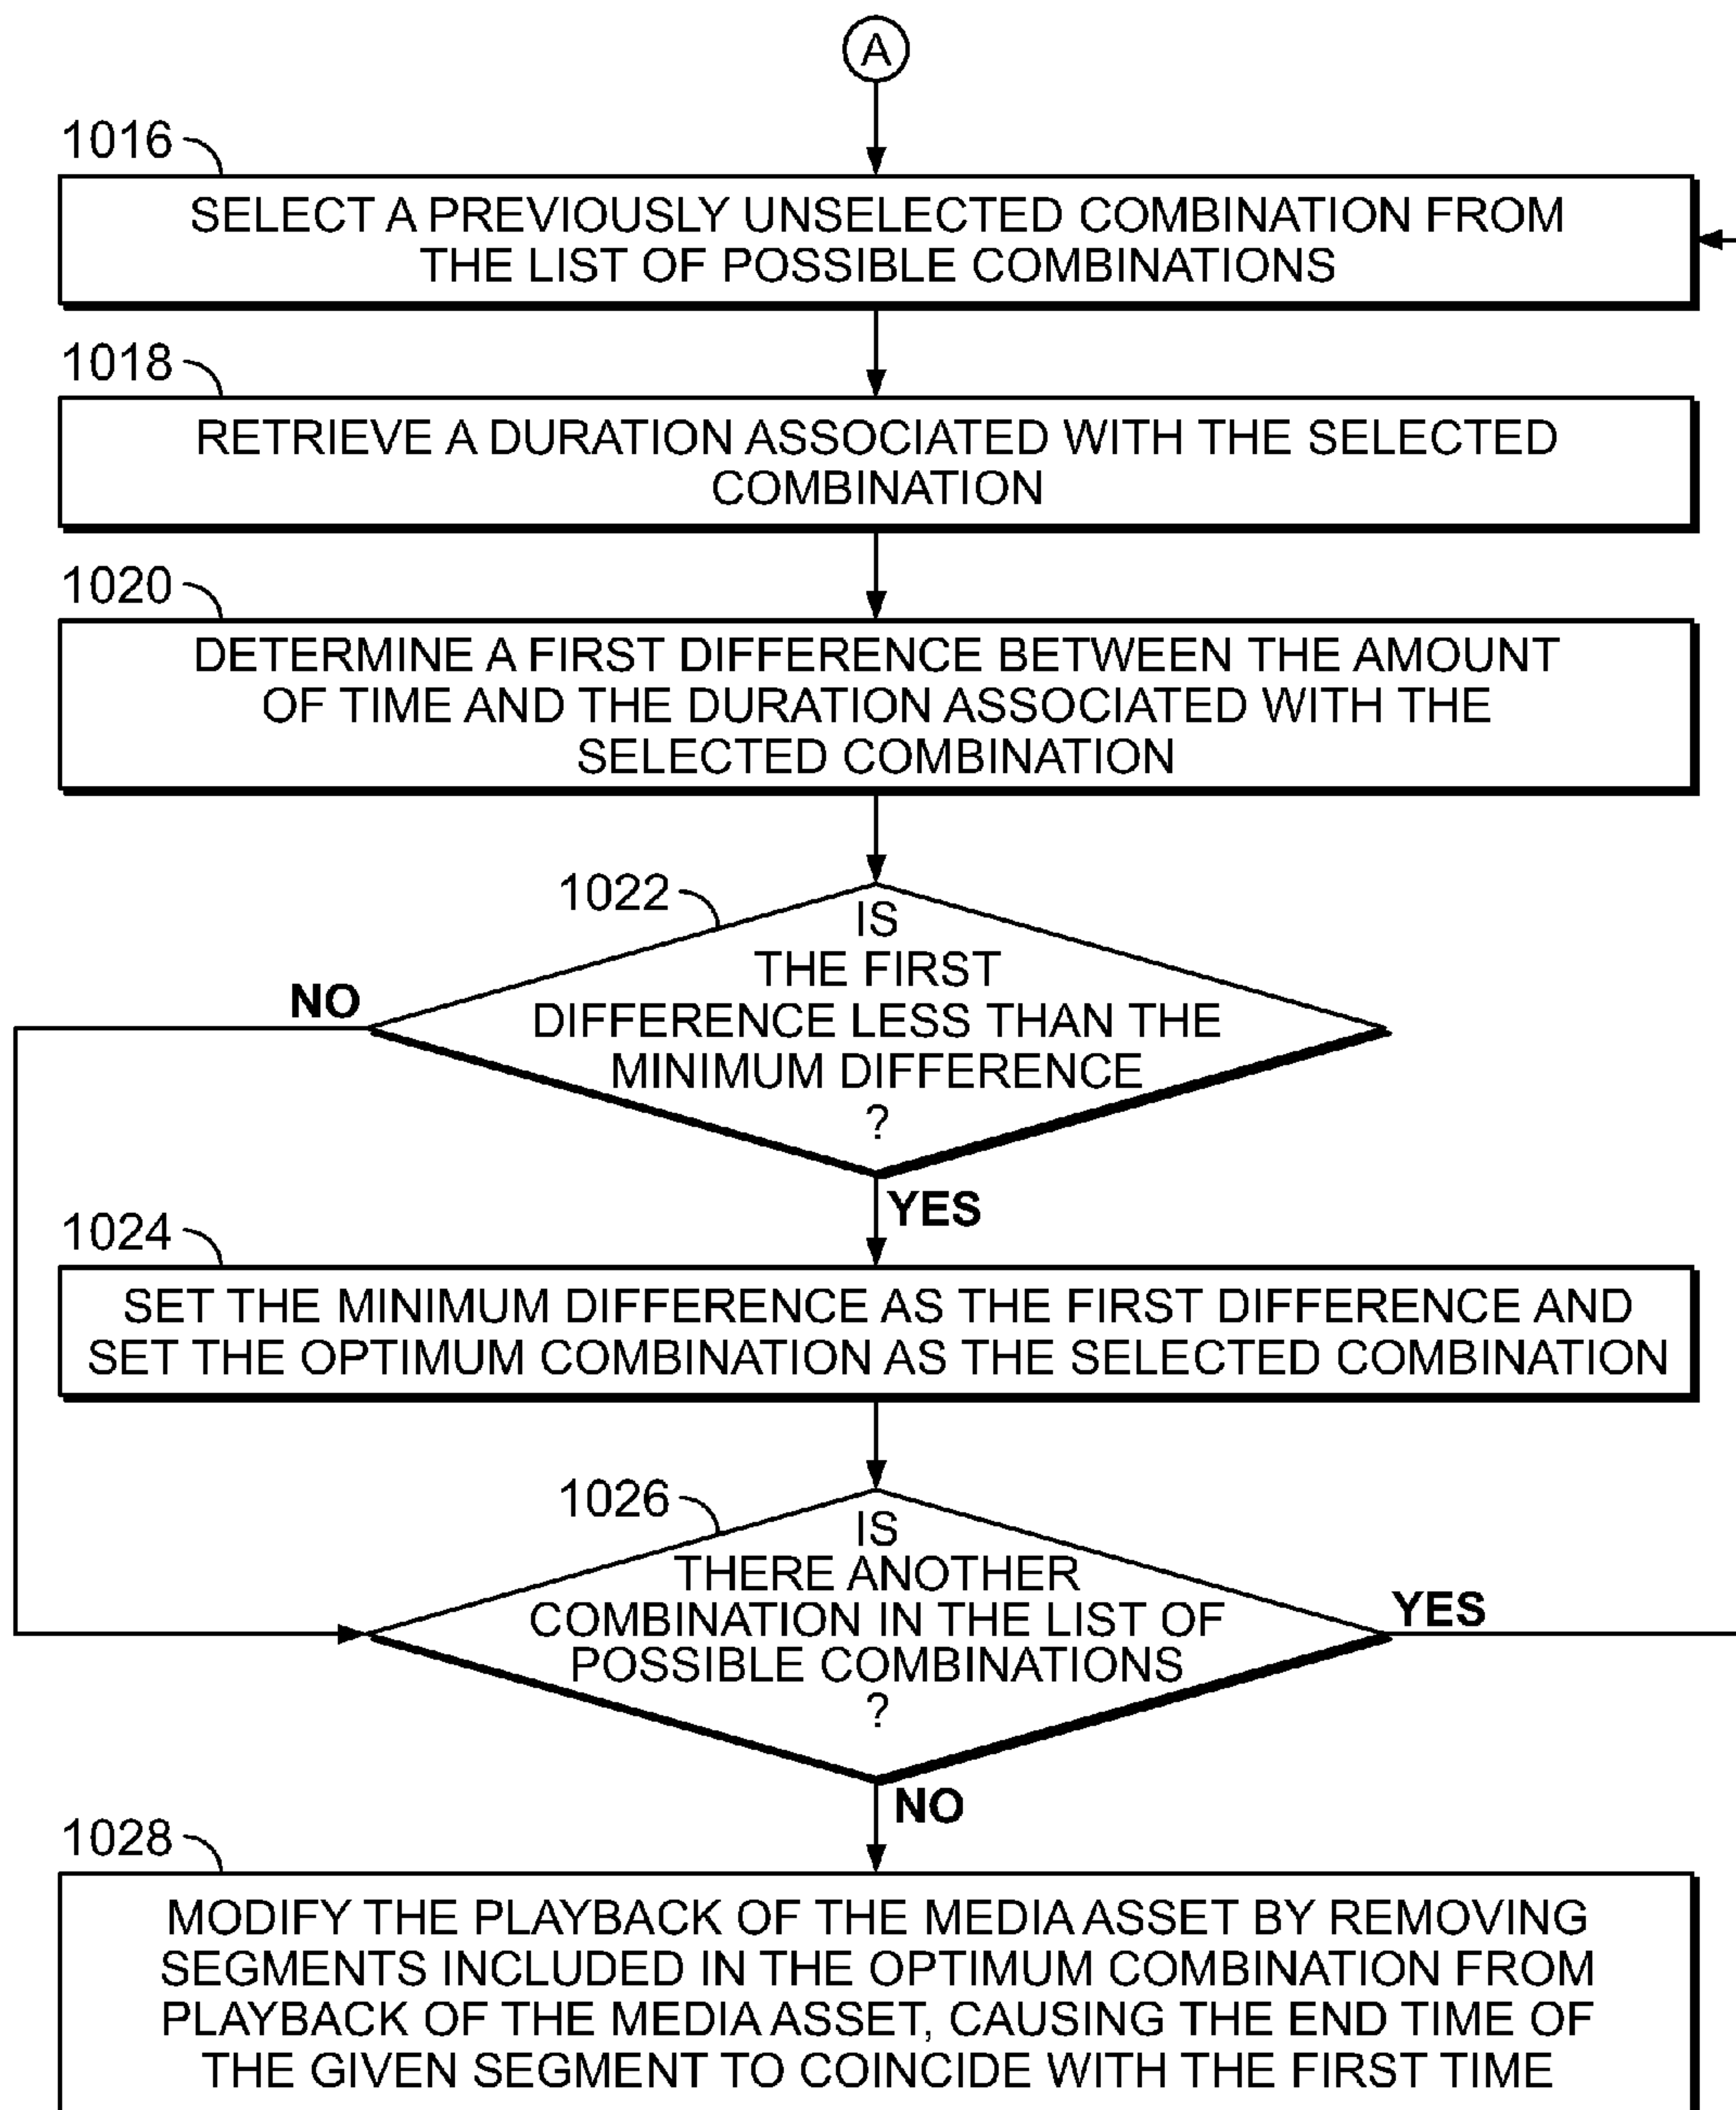 A
1016
SELECT A PREVIOUSLY UNSELECTED COMBINATION FROM
THE LIST OF POSSIBLE COMBINATIONS
1018
RETRIEVE A DURATION ASSOCIATED WITH THE SELECTED
COMBINATION
1020
DETERMINE A FIRST DIFFERENCE BETWEEN THE AMOUNT
OF TIME AND THE DURATION ASSOCIATED WITH THE
SELECTED COMBINATION
1022
IS
THE FIRST
DIFFERENCE LESS THAN THE
MINIMUM DIFFERENCE
?
NO
YES
1024
SET THE MINIMUM DIFFERENCE AS THE FIRST DIFFERENCE AND
SET THE OPTIMUM COMBINATION AS THE SELECTED COMBINATION
1026
IS
THERE ANOTHER
COMBINATION IN THE LIST OF
POSSIBLE COMBINATIONS
?
YES
NO
1028
MODIFY THE PLAYBACK OF THE MEDIA ASSET BY REMOVING
SEGMENTS INCLUDED IN THE OPTIMUM COMBINATION FROM
PLAYBACK OF THE MEDIA ASSET, CAUSING THE END TIME OF
THE GIVEN SEGMENT TO COINCIDE WITH THE FIRST TIME